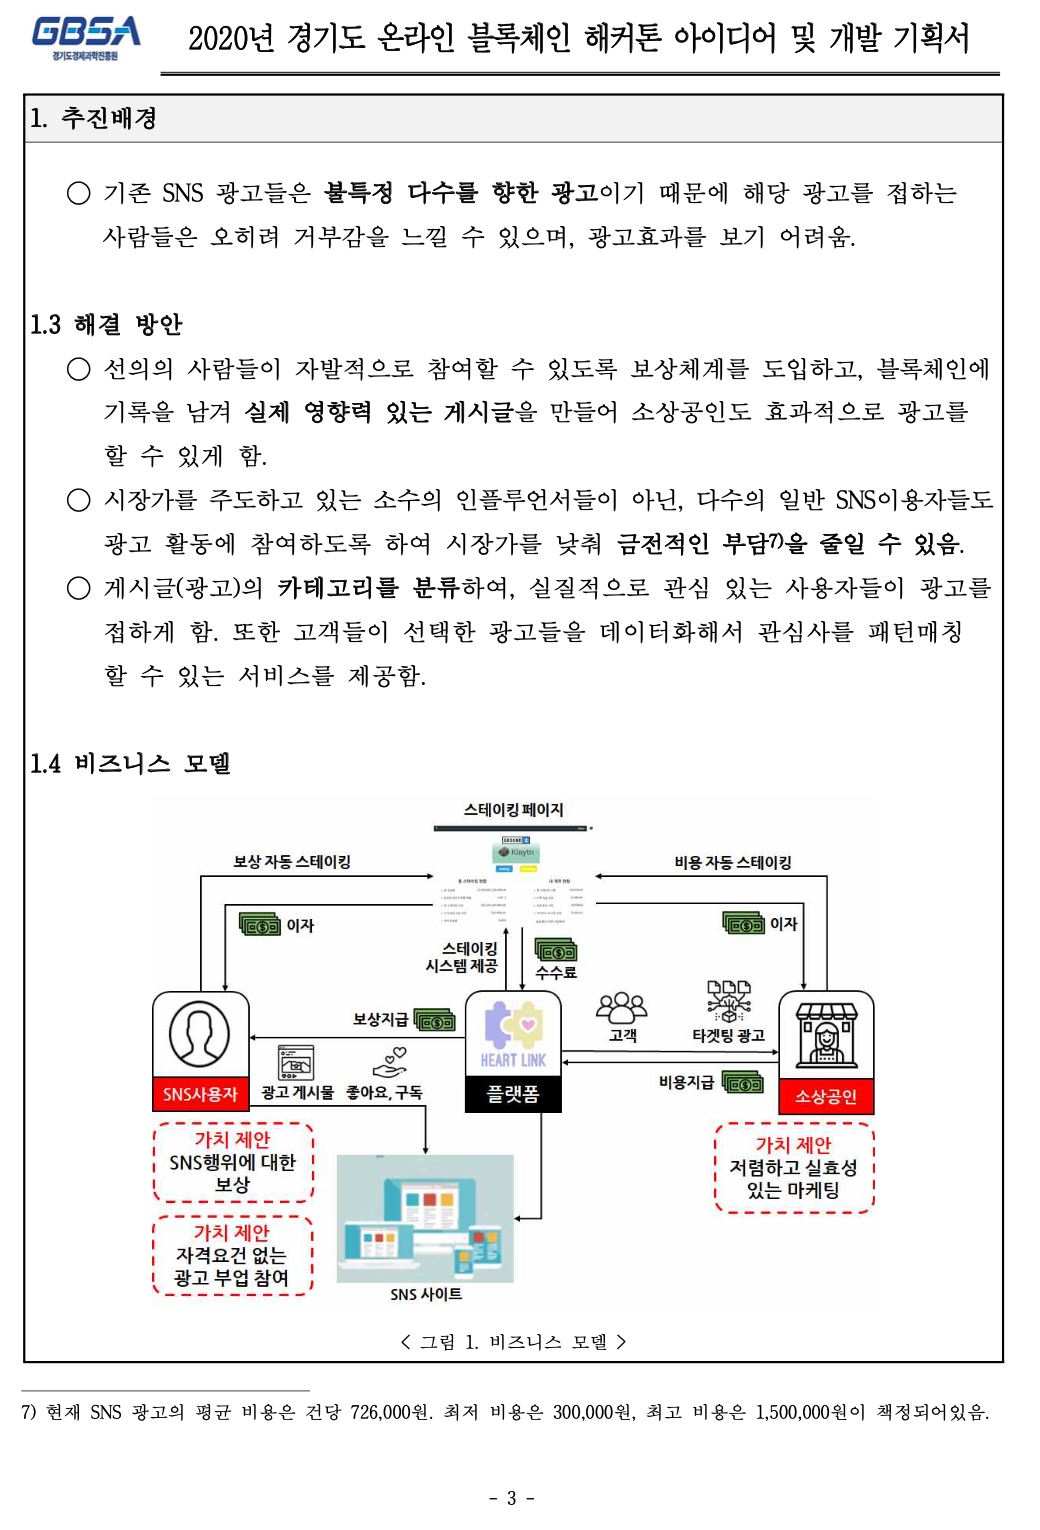 GBSA
경기도경제과학진흥원
2020년 경기도 온라인 블록체인 해커톤 아이디어 및 개발 기획서
1. 추진배경
○ 기존 SNS 광고들은 불특정 다수를 향한 광고이기 때문에 해당 광고를 접하는
사람들은 오히려 거부감을 느낄 수 있으며, 광고효과를 보기 어려움.
1.3 해결 방안
○ 선의의 사람들이 자발적으로 참여할 수 있도록 보상체계를 도입하고, 블록체인에
기록을 남겨 실제 영향력 있는 게시글을 만들어 소상공인도 효과적으로 광고를
할 수 있게 함.
○ 시장가를 주도하고 있는 소수의 인플루언서들이 아닌, 다수의 일반 SNS이용자들도
광고 활동에 참여하도록 하여 시장가를 낮춰 금전적인 부담7)을 줄일 수 있음.
○ 게시글(광고)의 카테고리를 분류하여, 실질적으로 관심 있는 사용자들이 광고를
접하게 함. 또한 고객들이 선택한 광고들을 데이터화해서 관심사를 패턴매칭
할 수 있는 서비스를 제공함.
1.4 비즈니스 모델
스테이킹 페이지
GROUND X
Klaytn
보상 자동 스테이킹
비용 자동 스테이킹
이자
이자
스테이킹
시스템 제공
수수료
보상지급
고객
타겟팅 광고
HEART LINK
플랫폼
SNS사용자
광고 게시물
좋아요, 구독
비용지급
소상공인
가치 제안
SNS행위에 대한
보상
가치 제안
저렴하고 실효성
있는 마케팅
가치 제안
자격요건 없는
광고 부업 참여
SNS 사이트
< 그림 1. 비즈니스 모델 >
7) 현재 SNS 광고의 평균 비용은 건당 726,000원. 최저 비용은 300,000원, 최고 비용은 1,500,000원이 책정되어있음.
- 3 -